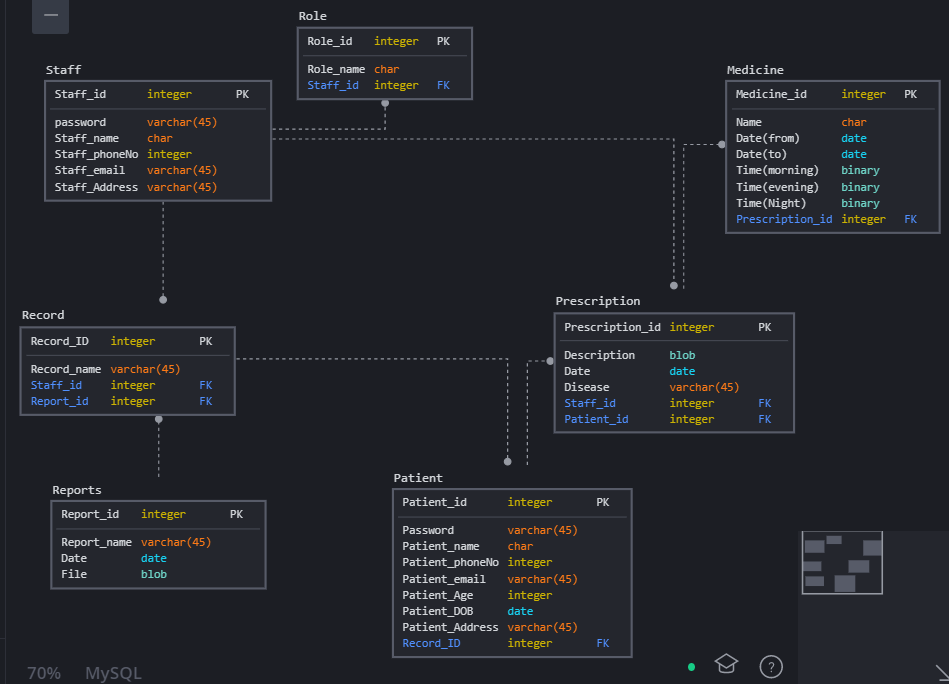 Role
Role_id integer PK
Role_name char
Staff_id integer FK
Staff
Staff_id integer PK
password varchar(45)
Staff_name char
Staff_phoneNo integer
Staff_email varchar(45)
Staff_Address varchar(45)
Medicine
Medicine_id integer PK
Name char
Date(from) date
Date(to) date
Time(morning) binary
Time(evening) binary
Time(Night) binary
Prescription_id integer FK
Record
Record_ID integer PK
Record_name varchar(45)
Staff_id integer FK
Report_id integer FK
Prescription
Prescription_id integer PK
Description blob
Date date
Disease varchar(45)
Staff_id integer FK
Patient_id integer FK
Reports
Report_id integer PK
Report_name varchar(45)
Date date
File blob
Patient
Patient_id integer PK
Password varchar(45)
Patient_name char
Patient_phoneNo integer
Patient_email varchar(45)
Patient_Age integer
Patient_DOB date
Patient_Address varchar(45)
Record_ID integer FK
70% MySQL
?